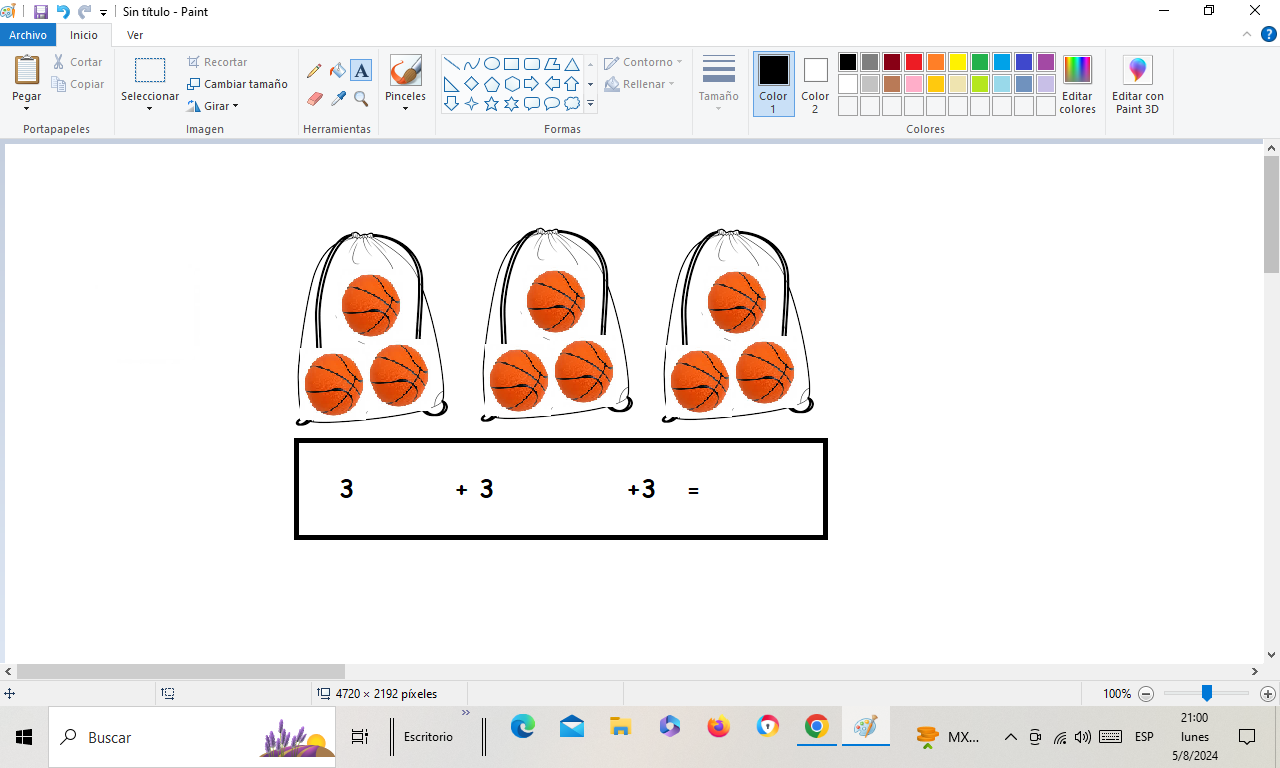 Sin título - Paint
Archivo Inicio Ver
Pegar
Cortar
Copiar
Portapapeles
Seleccionar
Recortar
Cambiar tamaño
Girar
Imagen
A
Herramientas
Pinceles
Contorno
Rellenar
Formas
Tamaño
Color
1
Color
2
Editar
colores
Colores
Editar con
Paint 3D
3 + 3 +3 =
4720 × 2192 píxeles
100%
Buscar
Escritorio
MX...
ESP
21:00
lunes
5/8/2024